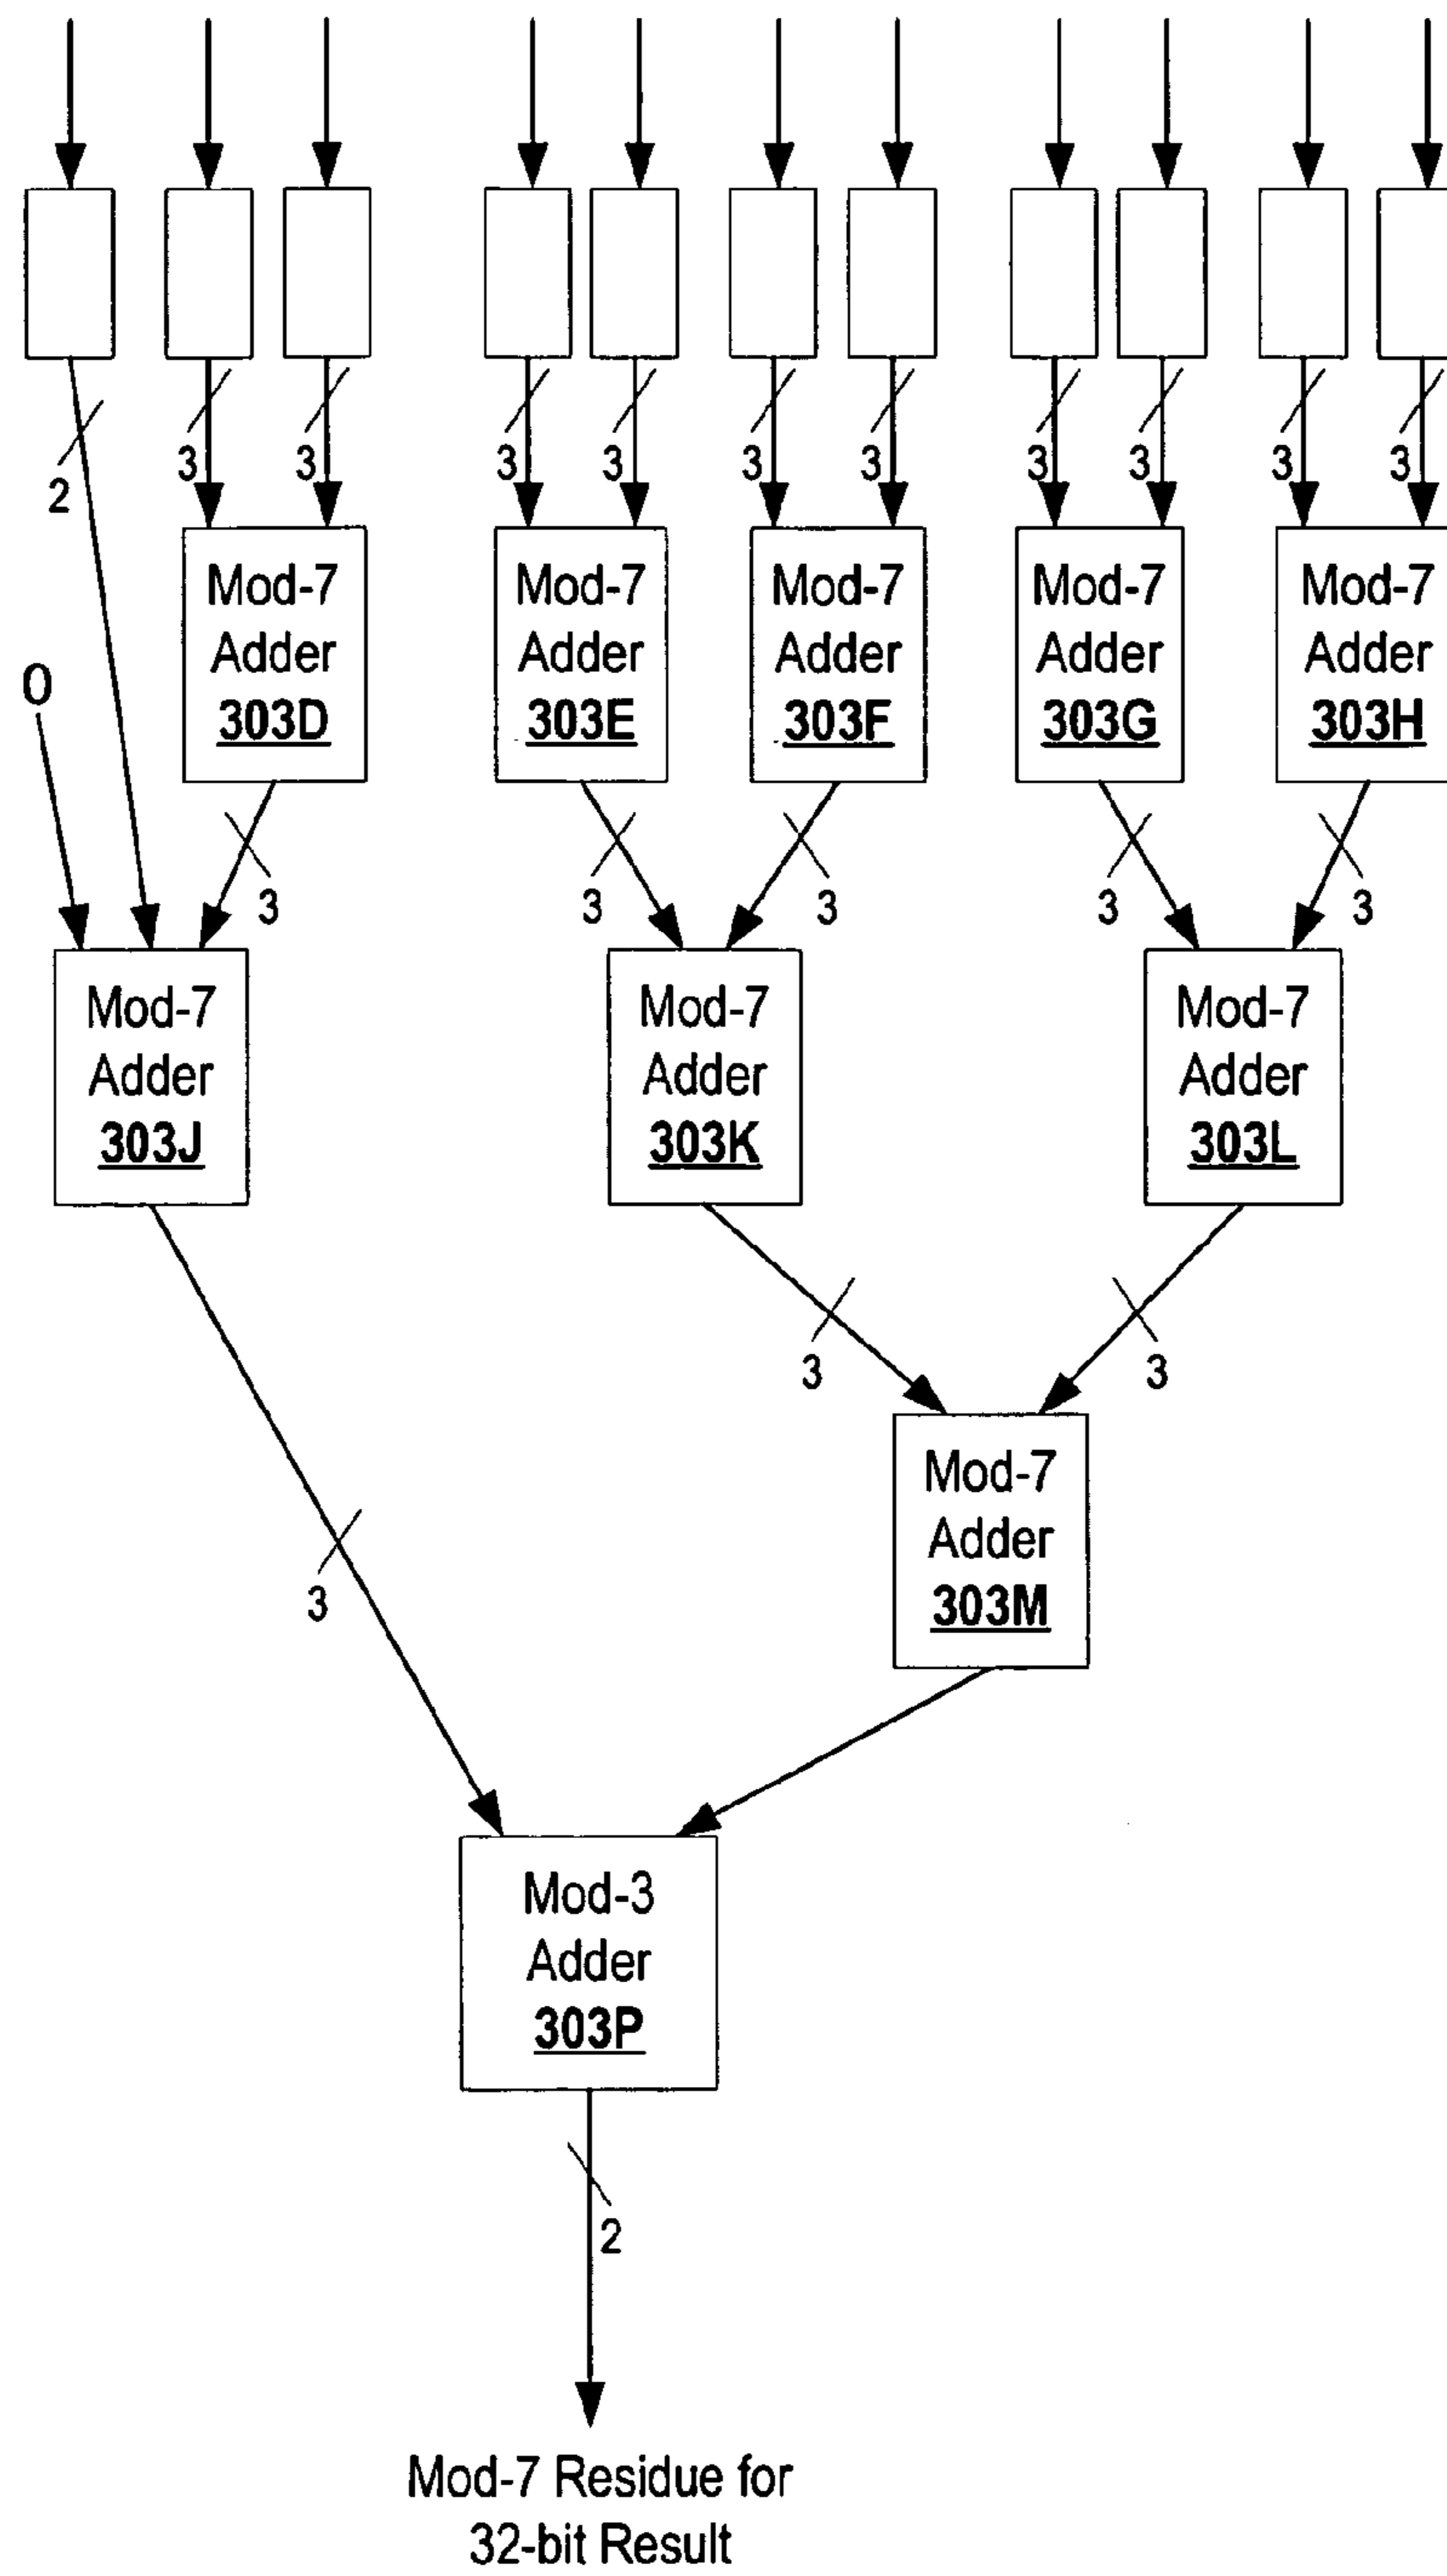 2
3
3
3
3
3
3
3
3
3
3
0
Mod-7
Adder
303D
Mod-7
Adder
303E
Mod-7
Adder
303F
Mod-7
Adder
303G
Mod-7
Adder
303H
3
3
3
3
3
Mod-7
Adder
303J
Mod-7
Adder
303K
Mod-7
Adder
303L
3
3
3
Mod-7
Adder
303M
Mod-3
Adder
303P
2
Mod-7 Residue for
32-bit Result